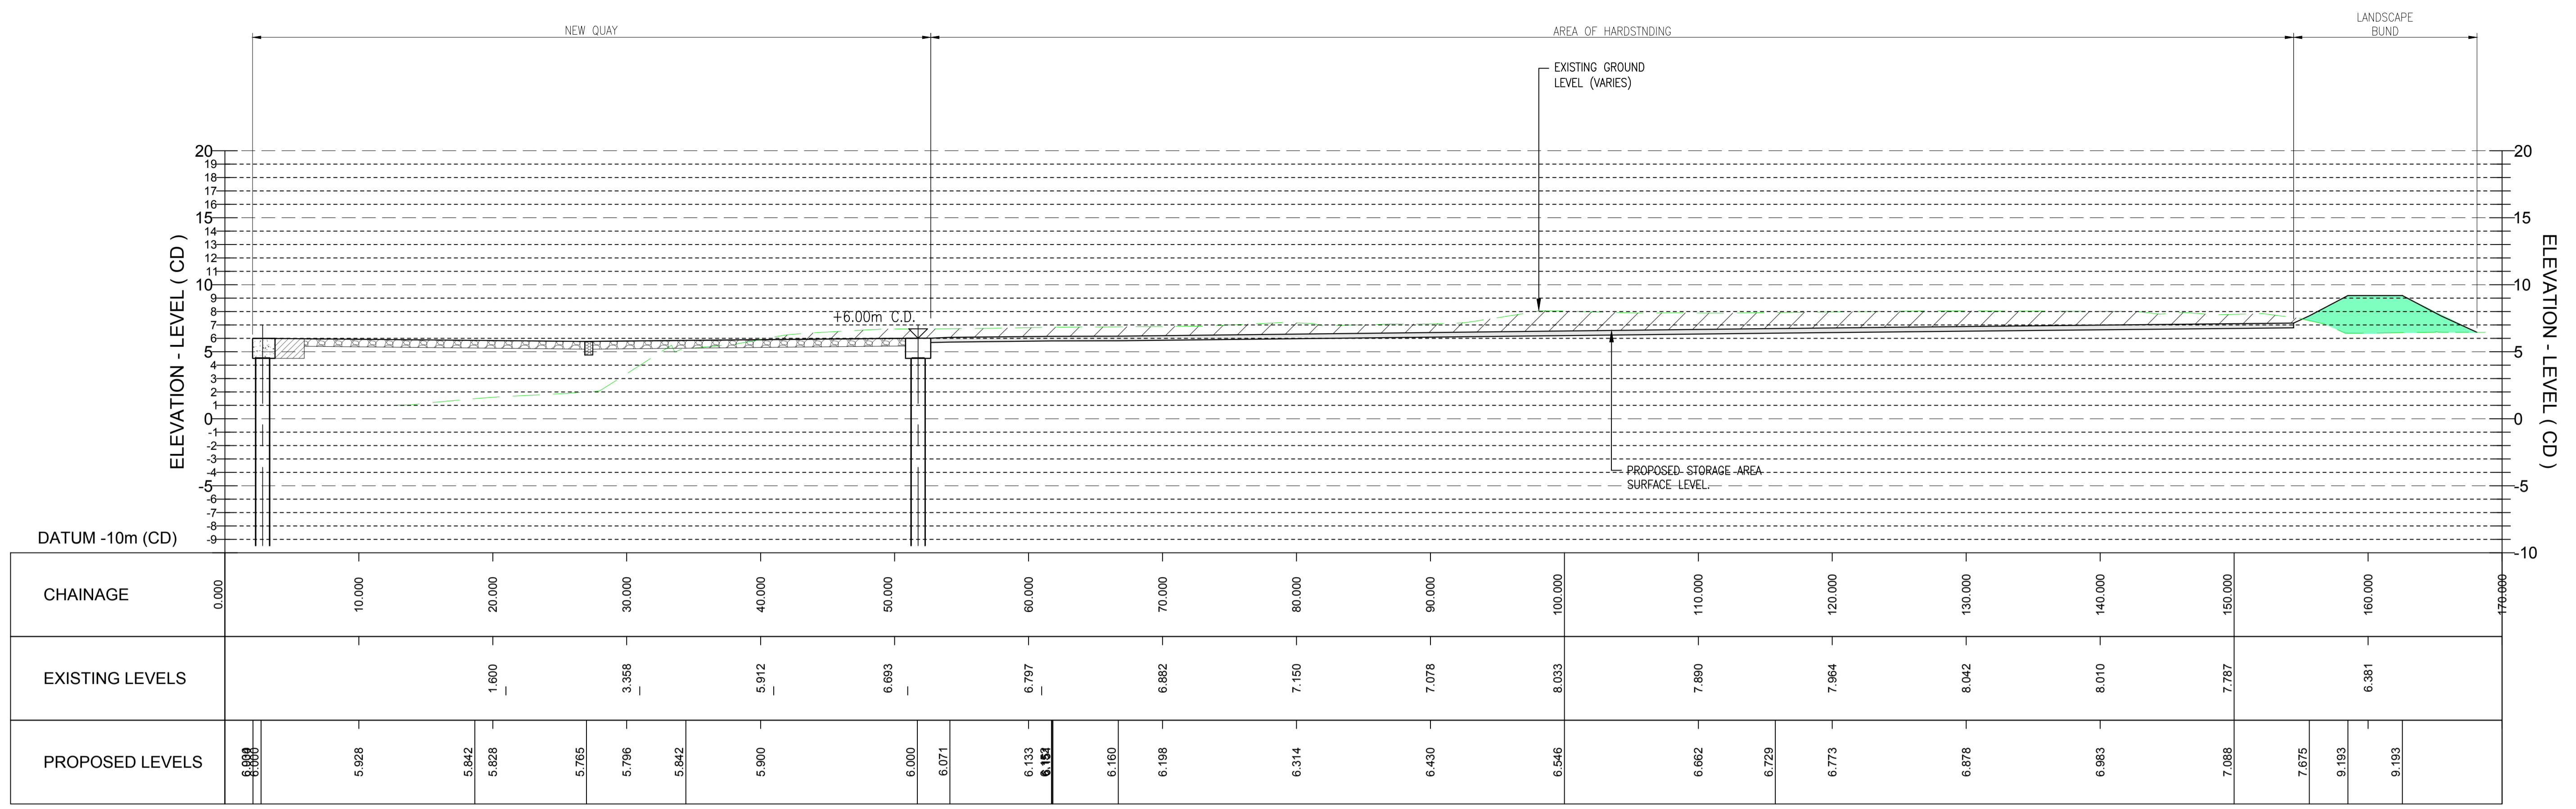 LANDSCAPE
NEW QUAY
AREA OF HARDSTNDING
BUND
EXISTING GROUND
LEVEL (VARIES)
20
19
18
17
16
15
14
13
12
11
10
9
8
7
6
5
4
3
2
1
0
-1
-2
-3
-4
-5
-6
-7
-8
-9
ELEVATION - LEVEL ( CD )
+6.00m C.D.
PROPOSED STORAGE AREA
SURFACE LEVEL.
20
15
10
5
0
-5
-10
ELEVATION - LEVEL ( CD )
DATUM -10m (CD)
CHAINAGE
0.000 10.000 20.000 30.000 40.000 50.000 60.000 70.000 80.000 90.000 100.000 110.000 120.000 130.000 140.000 150.000 160.000 170.000
EXISTING LEVELS
1.600 3.358 5.912 6.693 6.797 6.882 7.150 7.078 8.033 7.890 7.964 8.042 8.010 7.787 6.381
PROPOSED LEVELS
6.000 5.928 5.842 5.828 5.765 5.796 5.842 5.900 6.000 6.071 6.133 6.160 6.198 6.314 6.430 6.546 6.662 6.729 6.773 6.878 6.983 7.088 7.675 9.193 9.193